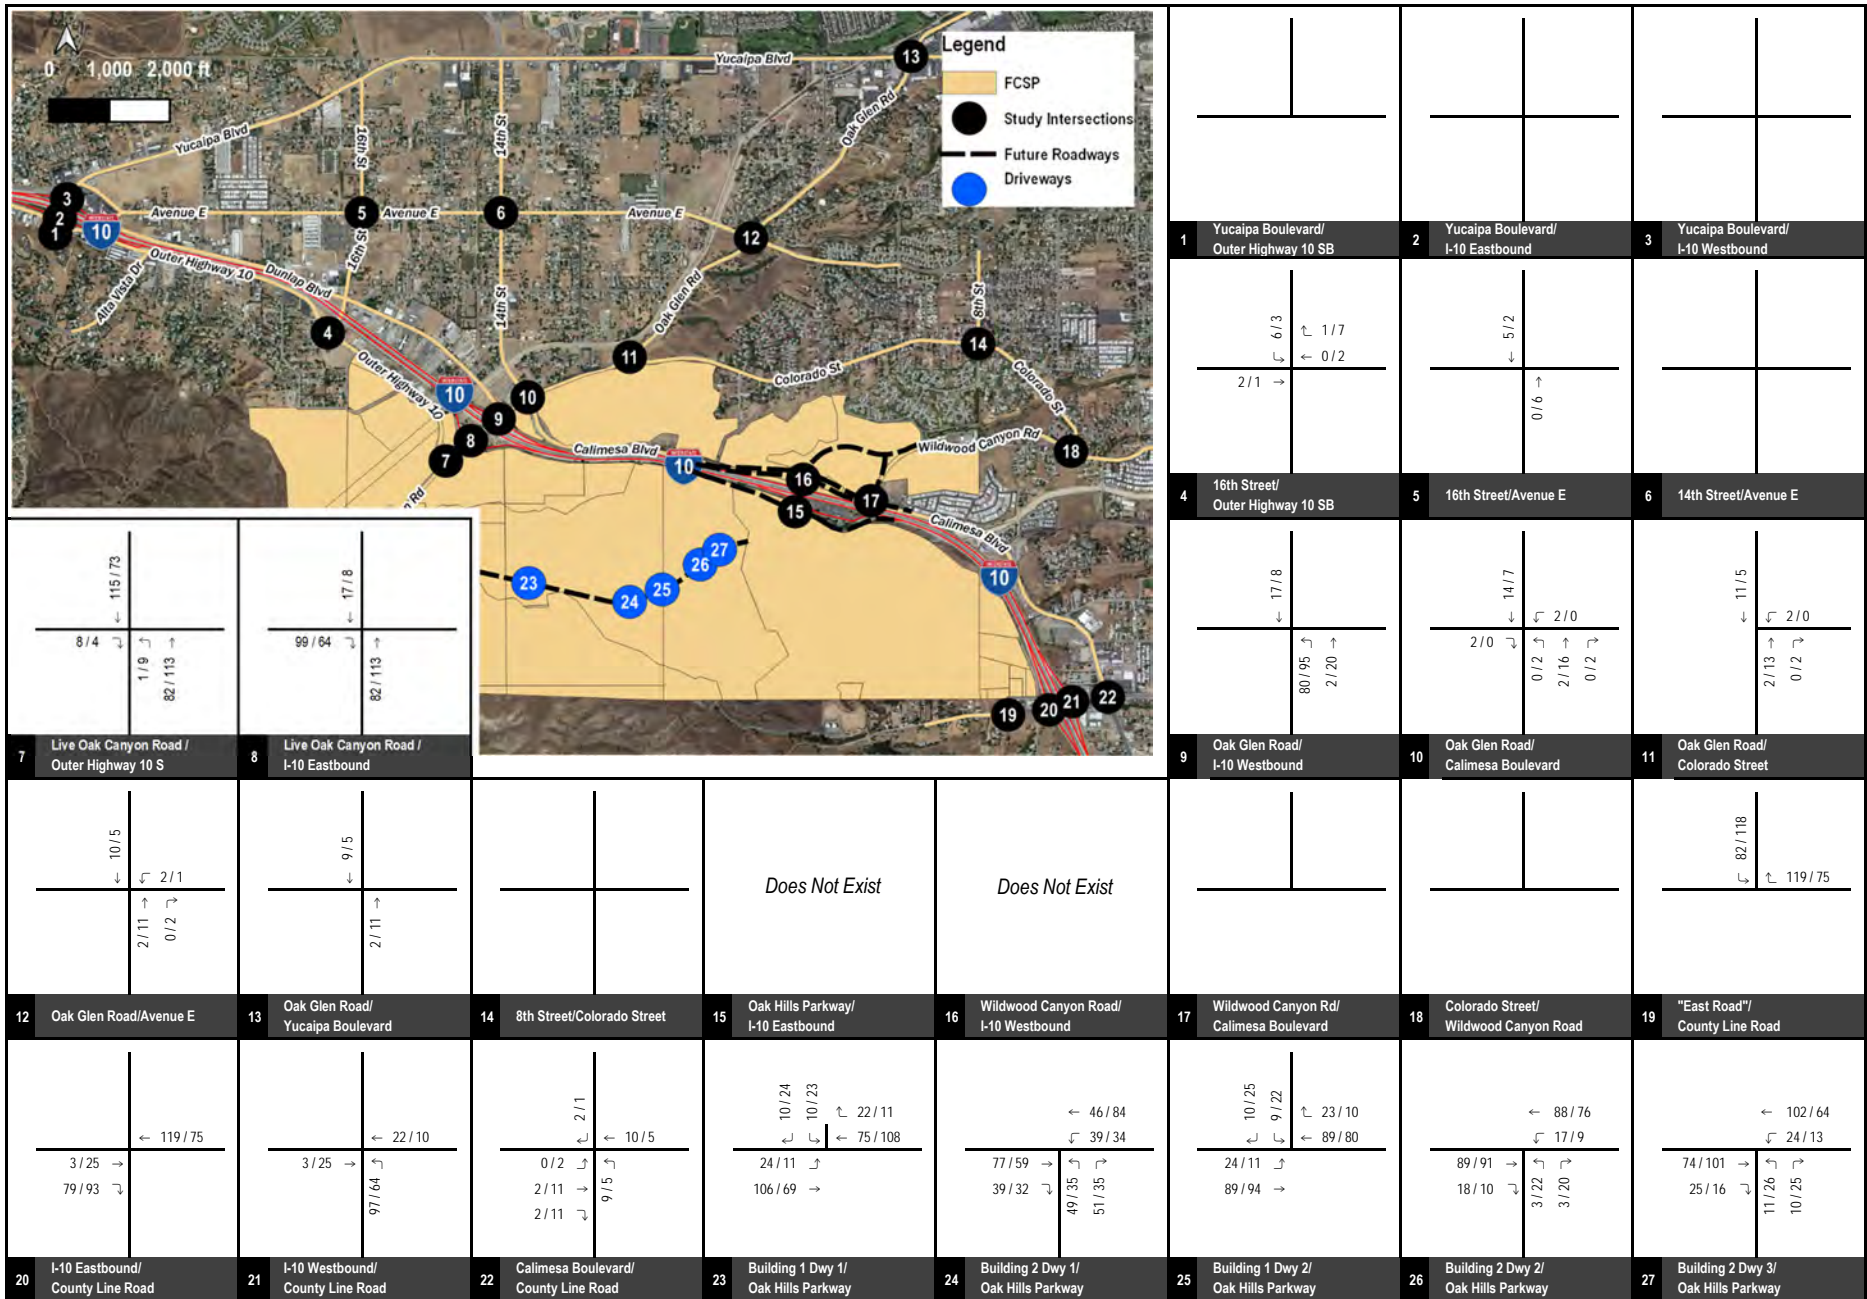 0 1,000 2,000 ft
Legend
FCSP
Study Intersections
Future Roadways
Driveways
Yucaipa Blvd
13
Oak Glen Rd
Yucaipa Blvd
16th St
14th St
3
2
1
10
Avenue E
5
Avenue E
6
Avenue E
12
Alta Vista Dr
Outer Highway 10
Dunlap Blvd
16th St
14th St
Oak Glen Rd
8th St
4
11
14
Outer Highway 10
10
Colorado St
Colorado St
10
9
8
7
Calimesa Blvd
10
Wildwood Canyon Rd
18
16
17
15
Calimesa Blvd
n Rd
27
26
25
24
23
10
19
20
21
22
1 Yucaipa Boulevard/
Outer Highway 10 SB
2 Yucaipa Boulevard/
I-10 Eastbound
3 Yucaipa Boulevard/
I-10 Westbound
6 / 3
↳ ↑ 1 / 7
← 0 / 2
2 / 1 →
4 16th Street/
Outer Highway 10 SB
5 / 2
↓
↑
0 / 6
5 16th Street/Avenue E
6 14th Street/Avenue E
115 / 73
8 / 4
1 / 9
82 / 113
7 Live Oak Canyon Road /
Outer Highway 10 S
17 / 8
99 / 64
82 / 113
8 Live Oak Canyon Road /
I-10 Eastbound
17 / 8
80 / 95
2 / 20
9 Oak Glen Road/
I-10 Westbound
14 / 7
2 / 0
2 / 0
0 / 2
2 / 16
0 / 2
10 Oak Glen Road/
Calimesa Boulevard
11 / 5
2 / 0
2 / 13
0 / 2
11 Oak Glen Road/
Colorado Street
10 / 5
2 / 1
2 / 11
0 / 2
12 Oak Glen Road/Avenue E
9 / 5
2 / 11
13 Oak Glen Road/
Yucaipa Boulevard
14 8th Street/Colorado Street
Does Not Exist
15 Oak Hills Parkway/
I-10 Eastbound
Does Not Exist
16 Wildwood Canyon Road/
I-10 Westbound
17 Wildwood Canyon Rd/
Calimesa Boulevard
18 Colorado Street/
Wildwood Canyon Road
82 / 118
119 / 75
19 "East Road"/
County Line Road
← 119 / 75
3 / 25 →
79 / 93
20 I-10 Eastbound/
County Line Road
← 22 / 10
3 / 25 →
97 / 64
21 I-10 Westbound/
County Line Road
2 / 1
← 10 / 5
0 / 2
2 / 11 →
2 / 11
9 / 5
22 Calimesa Boulevard/
County Line Road
10 / 24
10 / 23
22 / 11
← 75 / 108
24 / 11
106 / 69 →
23 Building 1 Dwy 1/
Oak Hills Parkway
← 46 / 84
39 / 34
77 / 59 →
39 / 32
49 / 35
51 / 35
24 Building 2 Dwy 1/
Oak Hills Parkway
10 / 25
9 / 22
23 / 10
← 89 / 80
24 / 11
89 / 94 →
25 Building 1 Dwy 2/
Oak Hills Parkway
← 88 / 76
17 / 9
89 / 91 →
18 / 10
3 / 22
3 / 20
26 Building 2 Dwy 2/
Oak Hills Parkway
← 102 / 64
24 / 13
74 / 101 →
25 / 16
11 / 26
10 / 25
27 Building 2 Dwy 3/
Oak Hills Parkway